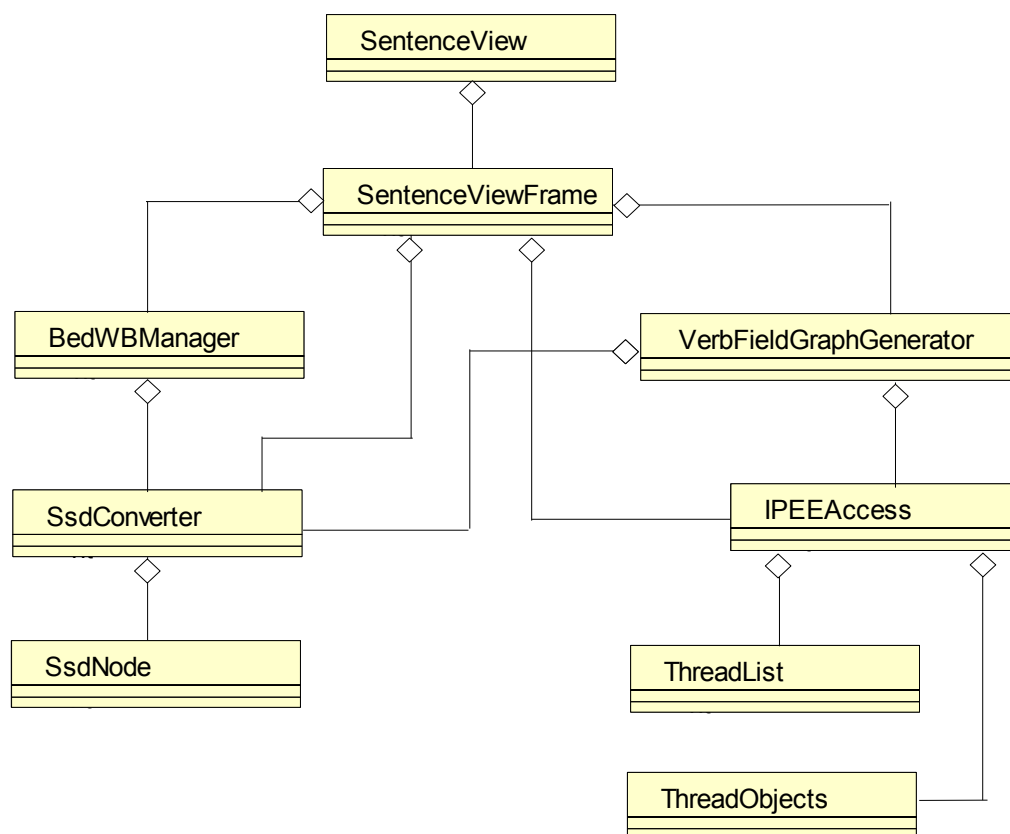 SentenceView
SentenceViewFrame
BedWBManager
VerbFieldGraphGenerator
SsdConverter
IPEEAccess
SsdNode
ThreadList
ThreadObjects